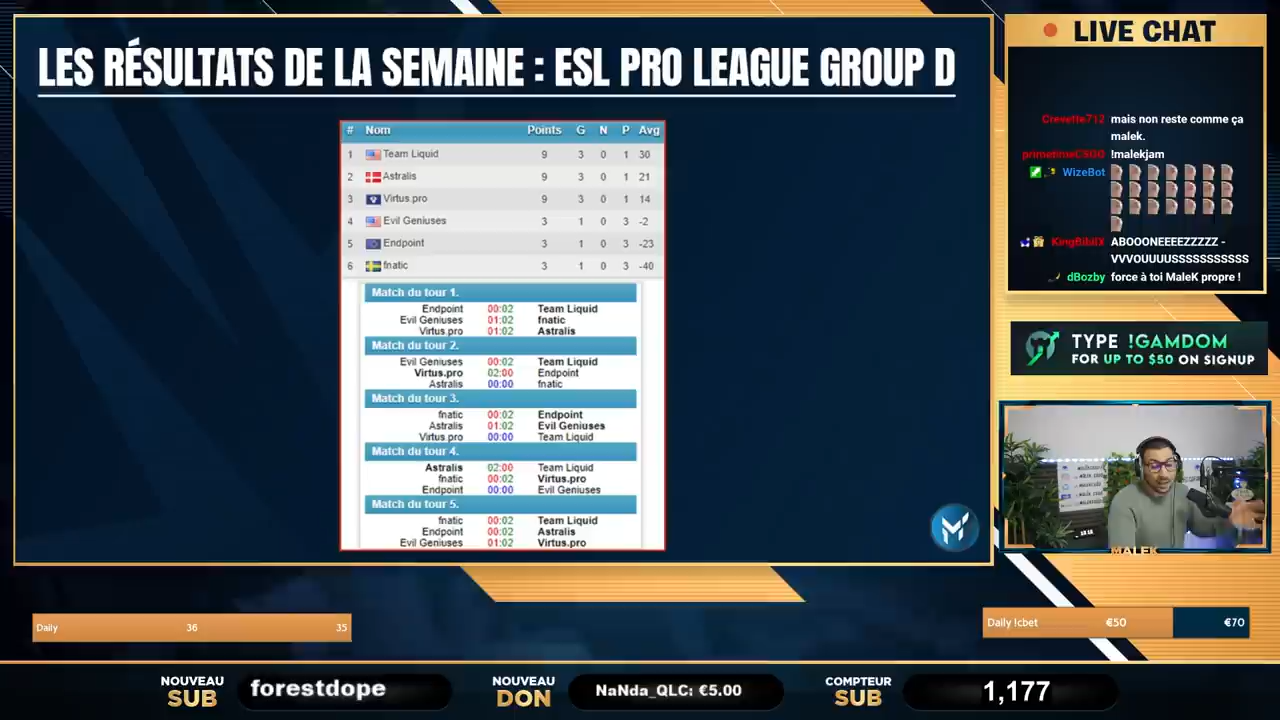 LES RÉSULTATS DE LA SEMAINE : ESL PRO LEAGUE GROUP D
# Nom Points G N P Avg
1 Team Liquid 9 3 0 1 30
2 Astralis 9 3 0 1 21
3 Virtus.pro 9 3 0 1 14
4 Evil Geniuses 3 1 0 3 -2
5 Endpoint 3 1 0 3 -23
6 fnatic 3 1 0 3 -40
Match du tour 1.
Endpoint 00:02 Team Liquid
Evil Geniuses 01:02 fnatic
Virtus.pro 01:02 Astralis
Match du tour 2.
Evil Geniuses 00:02 Team Liquid
Virtus.pro 02:00 Endpoint
Astralis 00:00 fnatic
Match du tour 3.
fnatic 00:02 Endpoint
Astralis 01:02 Evil Geniuses
Virtus.pro 00:00 Team Liquid
Match du tour 4.
Astralis 02:00 Team Liquid
fnatic 00:02 Virtus.pro
Endpoint 00:00 Evil Geniuses
Match du tour 5.
fnatic 00:02 Team Liquid
Endpoint 00:02 Astralis
Evil Geniuses 01:02 Virtus.pro
LIVE CHAT
Crevette712 mais non reste comme ça
malek.
!malekjam
WizeBot
ABOOONEEEEZZZZZ -
VVVOUUUUSSSSSSSSSSS
dBozby force à toi MaleK propre !
TYPE !GAMDOM
FOR UP TO $50 ON SIGNUP
MALEK
Daily 36 35
Daily !cbet €50 €70
NOUVEAU
SUB
forestdope
NOUVEAU
DON
NaNda_QLC: €5.00
COMPTEUR
SUB
1,177